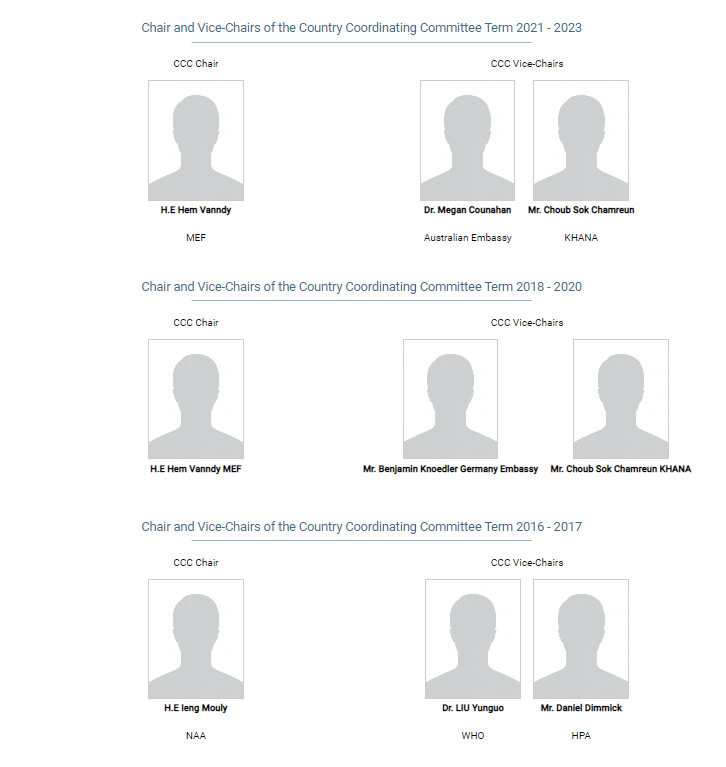 Chair and Vice-Chairs of the Country Coordinating Committee Term 2021 - 2023
CCC Chair
CCC Vice-Chairs
H.E Hem Vanndy
Dr. Megan Counahan
Mr. Choub Sok Chamreun
MEF
Australian Embassy
KHANA
Chair and Vice-Chairs of the Country Coordinating Committee Term 2018 - 2020
CCC Chair
CCC Vice-Chairs
H.E Hem Vanndy MEF
Mr. Benjamin Knoedler Germany Embassy
Mr. Choub Sok Chamreun KHANA
Chair and Vice-Chairs of the Country Coordinating Committee Term 2016 - 2017
CCC Chair
CCC Vice-Chairs
H.E Ieng Mouly
Dr. LIU Yunguo
Mr. Daniel Dimmick
NAA
WHO
HPA